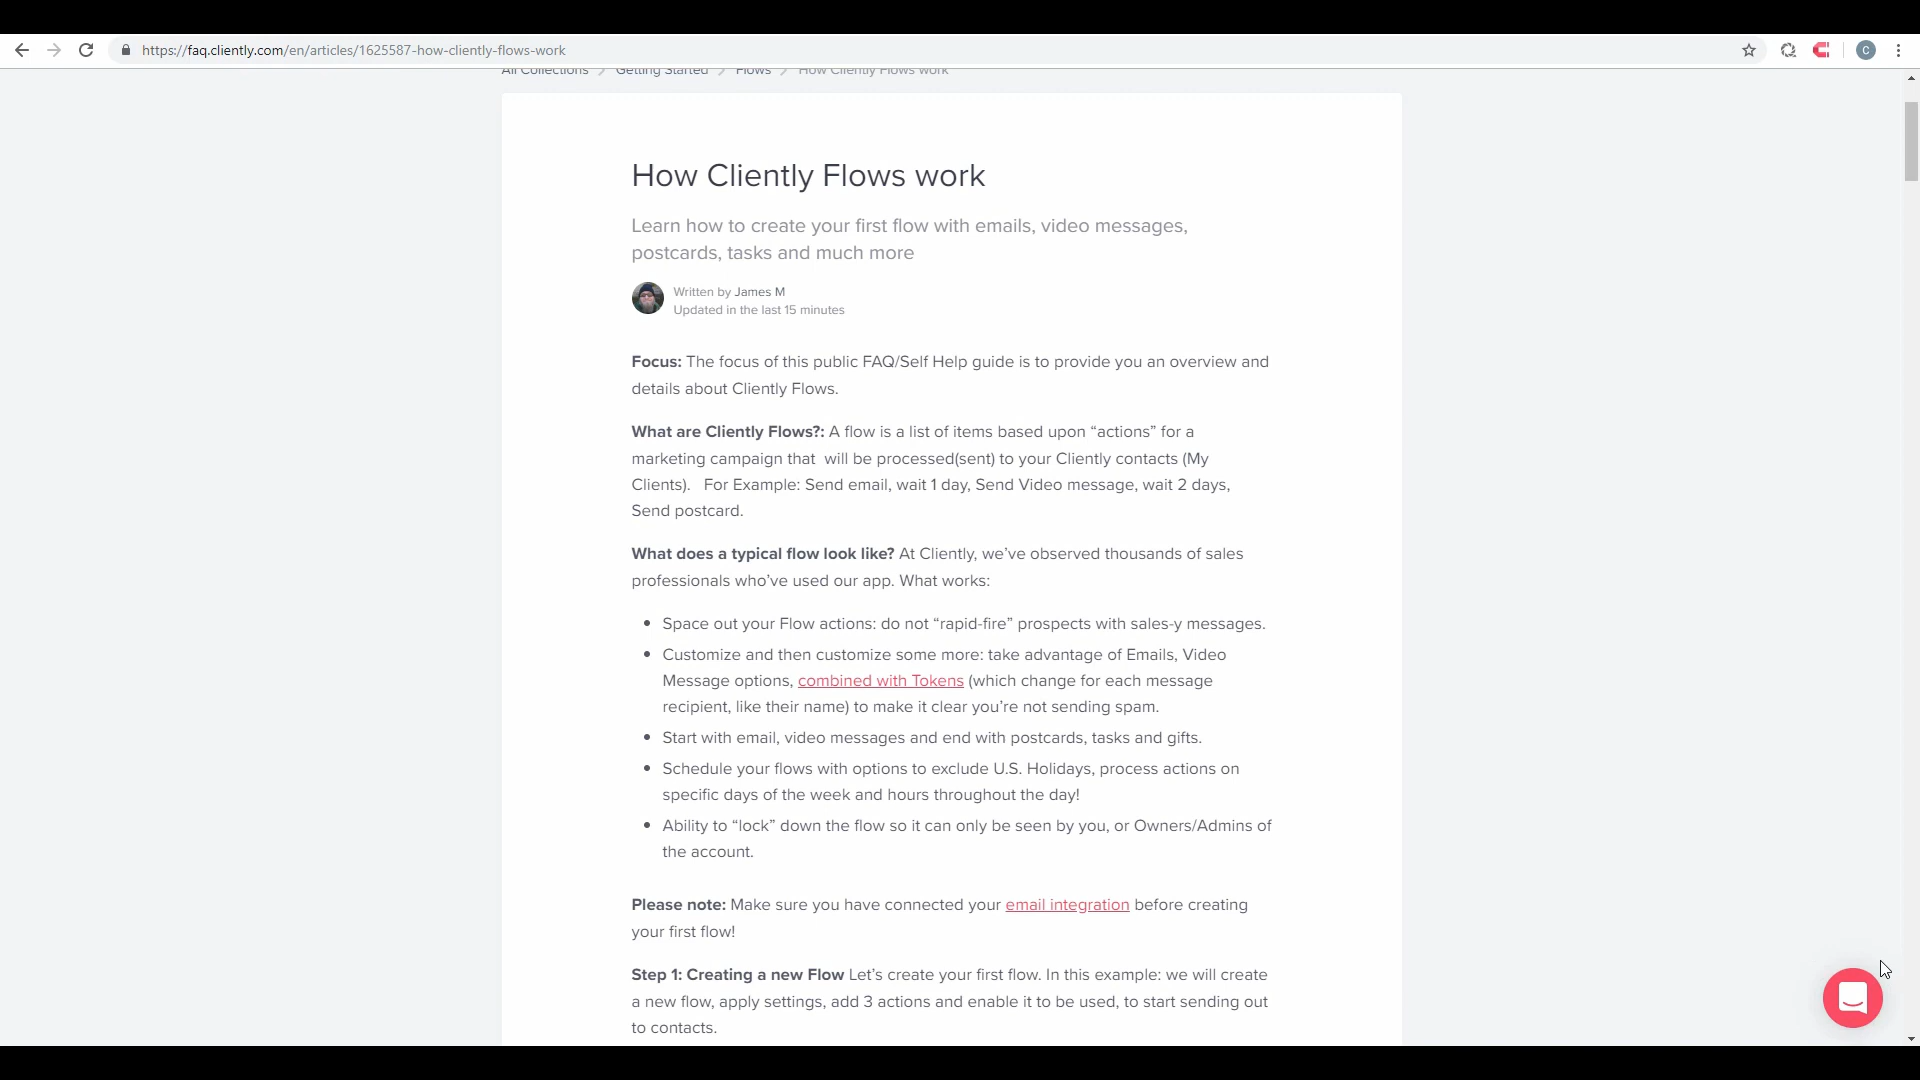 https://faq.cliently.com/en/articles/1625587-how-cliently-flows-work
C
All Collections > Getting Started > Flows > How Cliently Flows work
How Cliently Flows work
Learn how to create your first flow with emails, video messages,
postcards, tasks and much more
Written by James M
Updated in the last 15 minutes
Focus: The focus of this public FAQ/Self Help guide is to provide you an overview and
details about Cliently Flows.
What are Cliently Flows?: A flow is a list of items based upon “actions” for a
marketing campaign that  will be processed(sent) to your Cliently contacts (My
Clients).   For Example: Send email, wait 1 day, Send Video message, wait 2 days,
Send postcard.
What does a typical flow look like? At Cliently, we’ve observed thousands of sales
professionals who’ve used our app. What works:
• Space out your Flow actions: do not “rapid-fire” prospects with sales-y messages.
• Customize and then customize some more: take advantage of Emails, Video
Message options, combined with Tokens (which change for each message
recipient, like their name) to make it clear you’re not sending spam.
• Start with email, video messages and end with postcards, tasks and gifts.
• Schedule your flows with options to exclude U.S. Holidays, process actions on
specific days of the week and hours throughout the day!
• Ability to “lock” down the flow so it can only be seen by you, or Owners/Admins of
the account.
Please note: Make sure you have connected your email integration before creating
your first flow!
Step 1: Creating a new Flow Let’s create your first flow. In this example: we will create
a new flow, apply settings, add 3 actions and enable it to be used, to start sending out
to contacts.